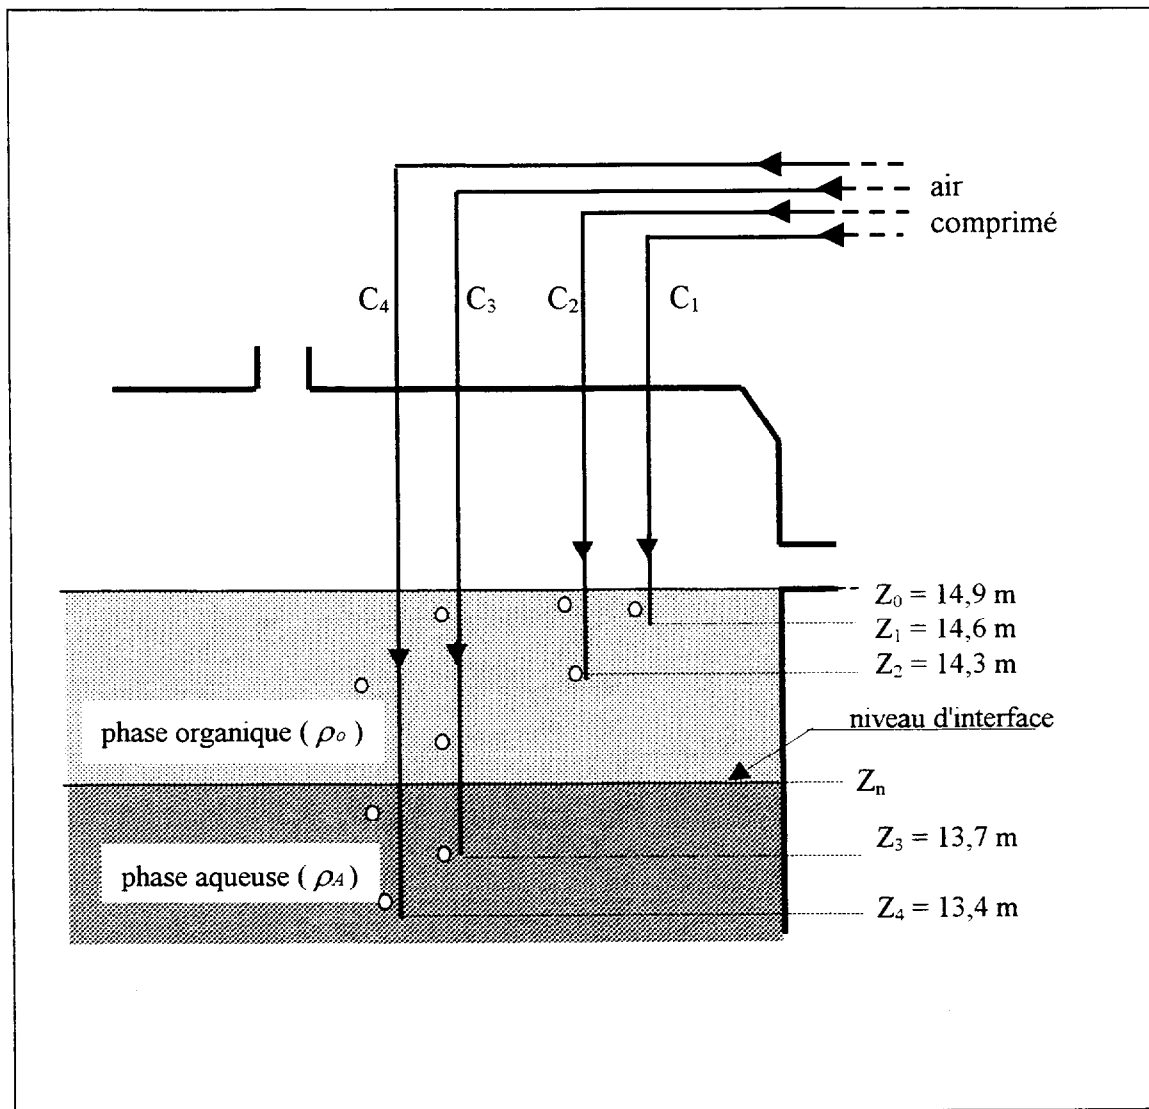 air
comprimé
C₄
C₃
C₂
C₁
Z₀ = 14,9 m
Z₁ = 14,6 m
Z₂ = 14,3 m
niveau d'interface
phase organique ( ρₒ )
Zₙ
Z₃ = 13,7 m
phase aqueuse ( ρ_A )
Z₄ = 13,4 m